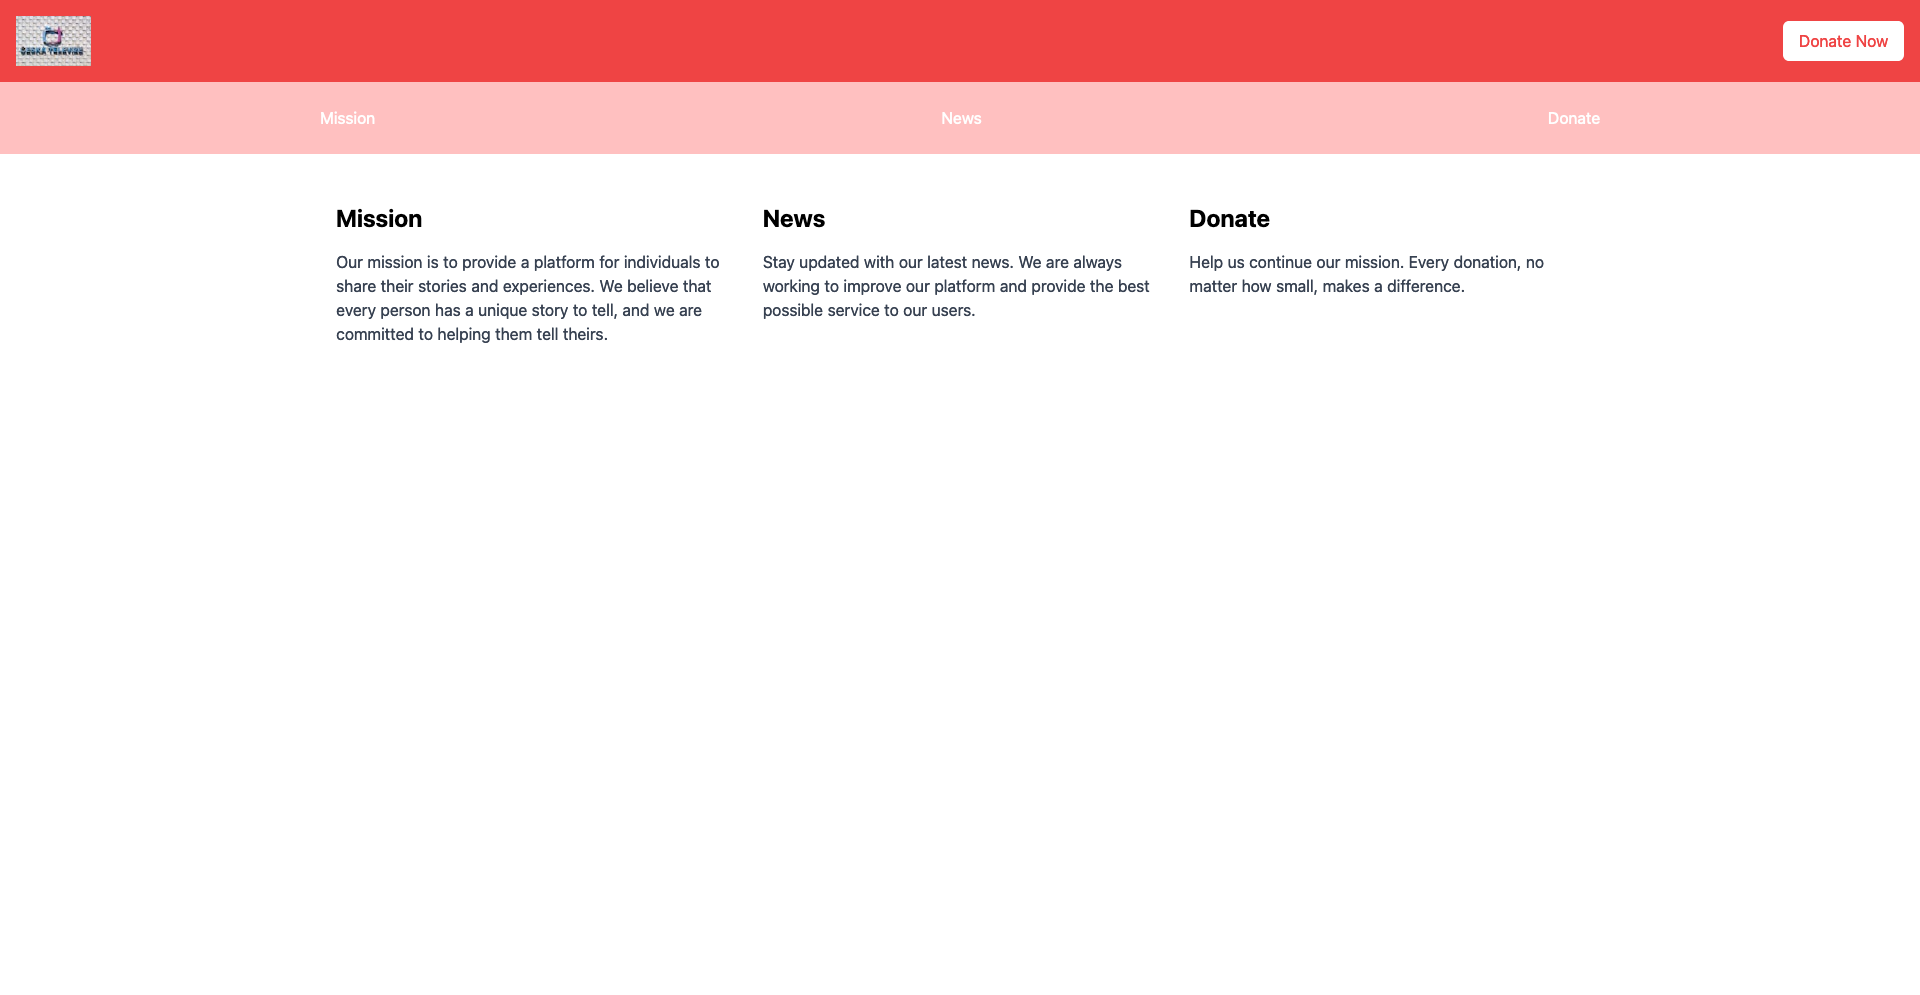 ČESKÁ TELEVIZE
Donate Now
Mission
News
Donate
Mission
Our mission is to provide a platform for individuals to
share their stories and experiences. We believe that
every person has a unique story to tell, and we are
committed to helping them tell theirs.
News
Stay updated with our latest news. We are always
working to improve our platform and provide the best
possible service to our users.
Donate
Help us continue our mission. Every donation, no
matter how small, makes a difference.